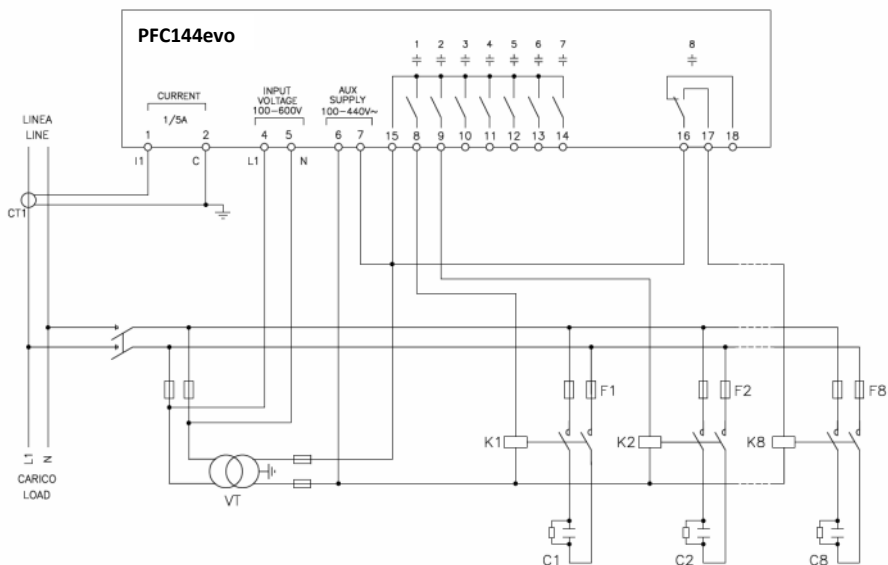 PFC144evo
1 2 3 4 5 6 7 8
CURRENT
1/5A
INPUT
VOLTAGE
100-600V
AUX
SUPPLY
100-440V~
LINEA
LINE
1 2 4 5 6 7 15 8 9 10 11 12 13 14 16 17 18
I1 C L1 N
CT1
F1 F2 F8
K1 K2 K8
L1 N
CARICO
LOAD
VT
C1 C2 C8